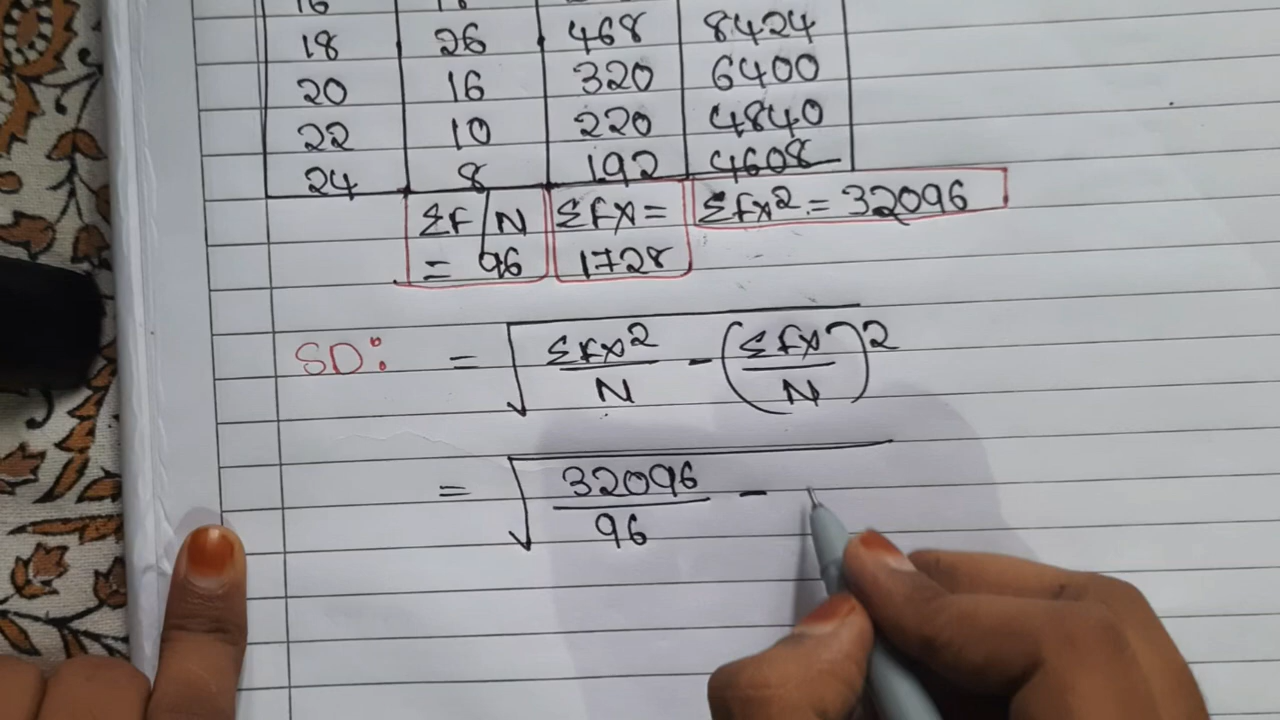 18 26 468 8424
20 16 320 6400
22 10 220 4840
24 8 192 4608
Σf/N = 96 Σfx = 1728 Σfx2 = 32096
SD: = √ Σfx2/N - (Σfx/N)2
= √ 32096/96 -